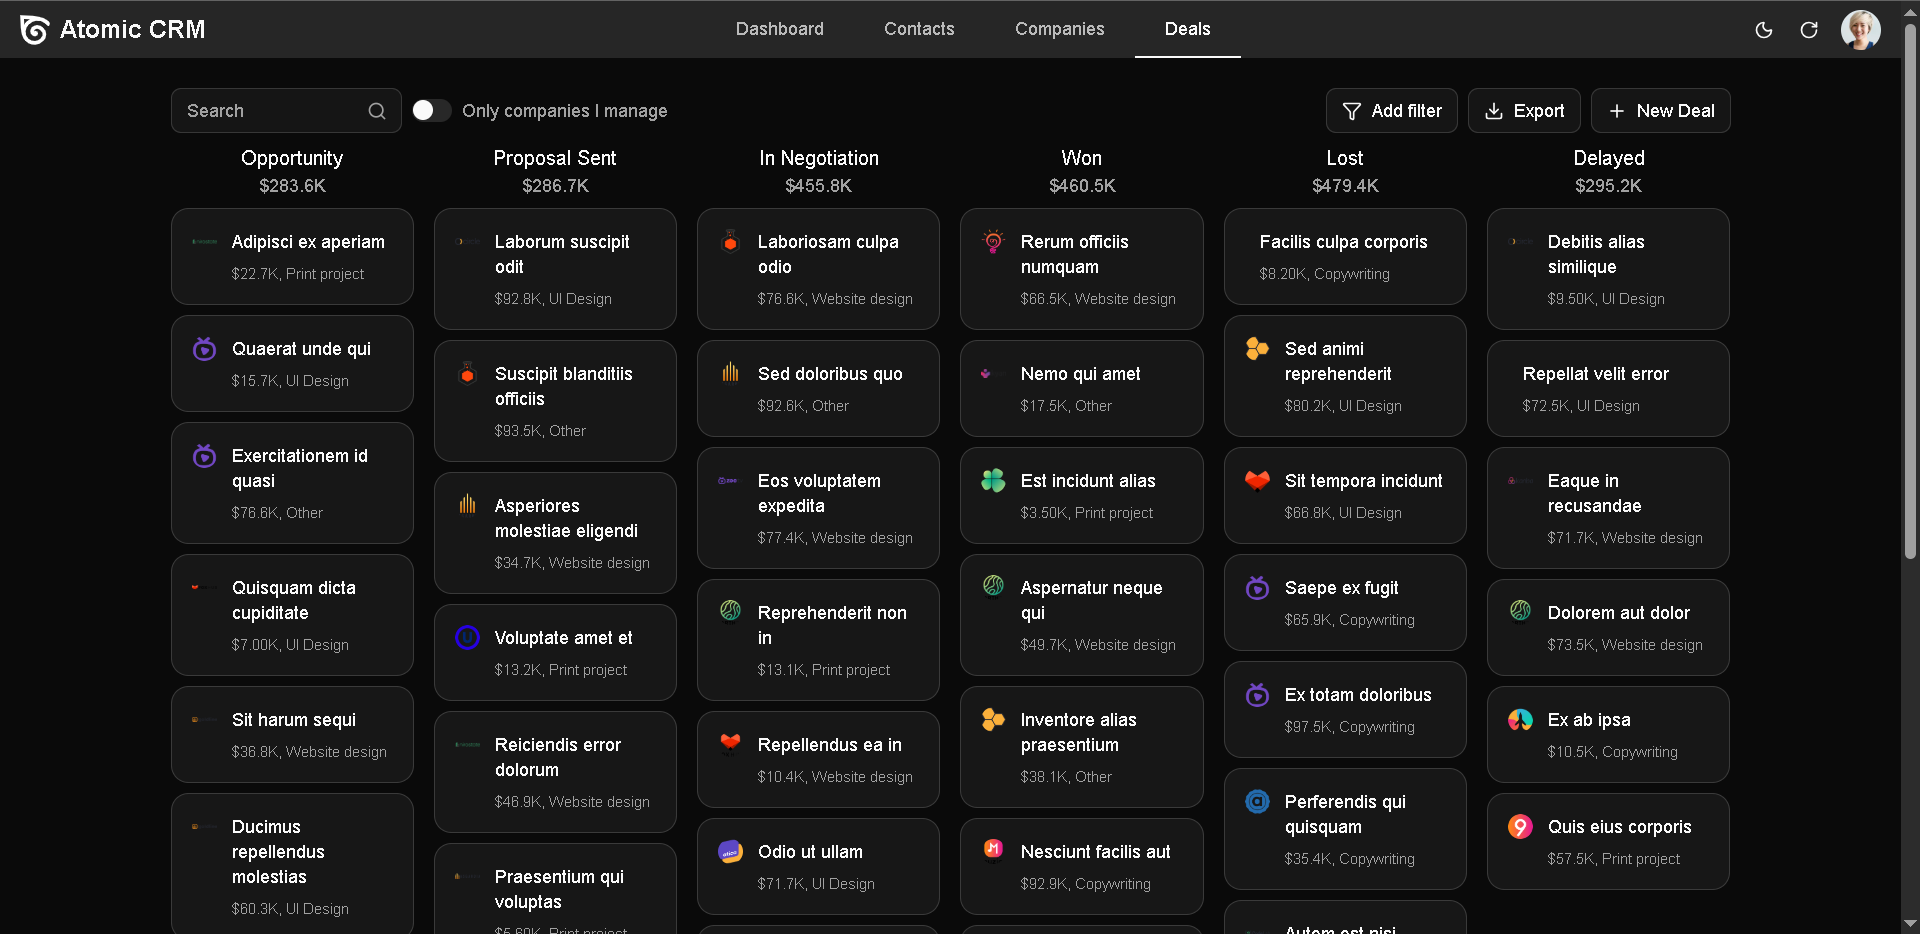 Atomic CRM
Dashboard
Contacts
Companies
Deals
Search
Only companies I manage
Add filter
Export
New Deal
Opportunity
$283.6K
Adipisci ex aperiam
$22.7K, Print project
Quaerat unde qui
$15.7K, UI Design
Exercitationem id
quasi
$76.6K, Other
Quisquam dicta
cupiditate
$7.00K, UI Design
Sit harum sequi
$36.8K, Website design
Ducimus
repellendus
molestias
$60.3K, UI Design
Proposal Sent
$286.7K
Laborum suscipit
odit
$92.8K, UI Design
Suscipit blanditiis
officiis
$93.5K, Other
Asperiores
molestiae eligendi
$34.7K, Website design
Voluptate amet et
$13.2K, Print project
Reiciendis error
dolorum
$46.9K, Website design
Praesentium qui
voluptas
$5.60K, Print project
In Negotiation
$455.8K
Laboriosam culpa
odio
$76.6K, Website design
Sed doloribus quo
$92.6K, Other
Eos voluptatem
expedita
$77.4K, Website design
Reprehenderit non
in
$13.1K, Print project
Repellendus ea in
$10.4K, Website design
Odio ut ullam
$71.7K, UI Design
Won
$460.5K
Rerum officiis
numquam
$66.5K, Website design
Nemo qui amet
$17.5K, Other
Est incidunt alias
$3.50K, Print project
Aspernatur neque
qui
$49.7K, Website design
Inventore alias
praesentium
$38.1K, Other
Nesciunt facilis aut
$92.9K, Copywriting
Lost
$479.4K
Facilis culpa corporis
$8.20K, Copywriting
Sed animi
reprehenderit
$80.2K, UI Design
Sit tempora incidunt
$66.8K, UI Design
Saepe ex fugit
$65.9K, Copywriting
Ex totam doloribus
$97.5K, Copywriting
Perferendis qui
quisquam
$35.4K, Copywriting
Autem est nisi
Delayed
$295.2K
Debitis alias
similique
$9.50K, UI Design
Repellat velit error
$72.5K, UI Design
Eaque in
recusandae
$71.7K, Website design
Dolorem aut dolor
$73.5K, Website design
Ex ab ipsa
$10.5K, Copywriting
Quis eius corporis
$57.5K, Print project